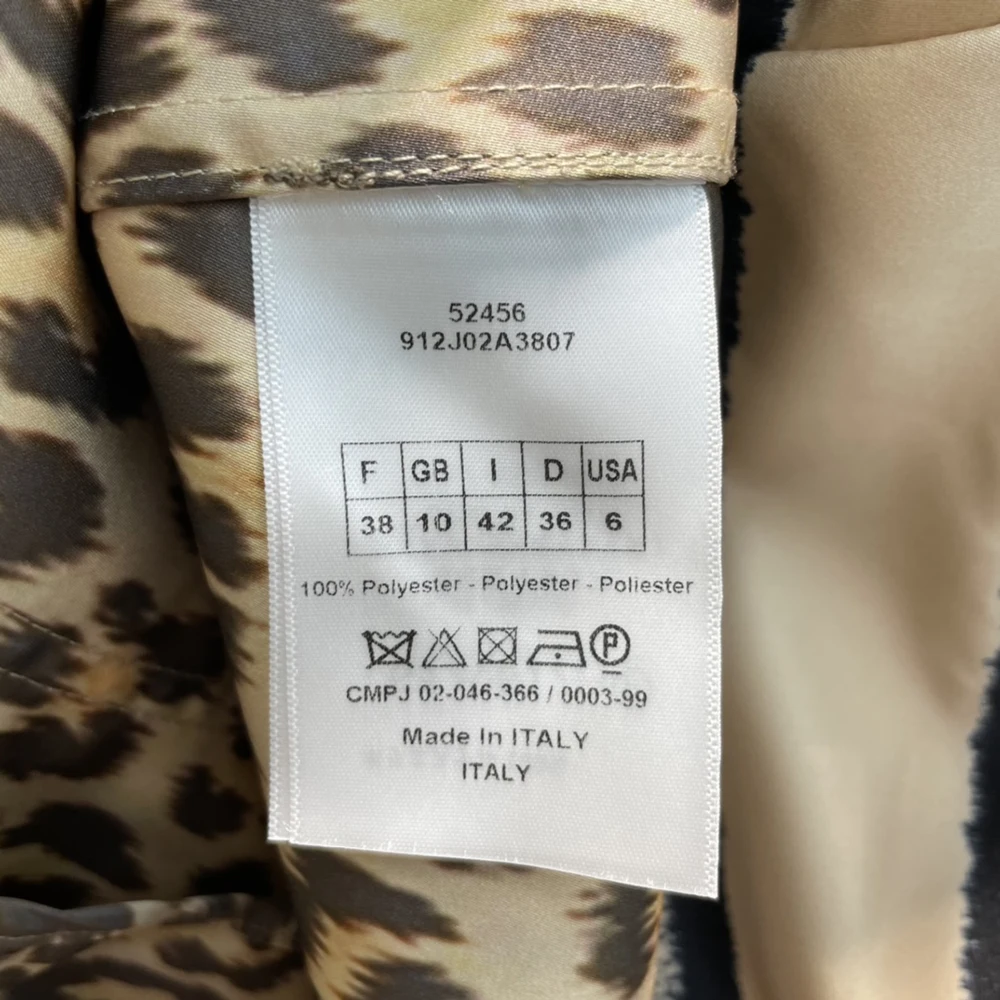 52456
912J02A3807
F GB I D USA
38 10 42 36 6
100% Polyester - Polyester - Poliester
P
CMPJ 02-046-366 / 0003-99
Made In ITALY
ITALY